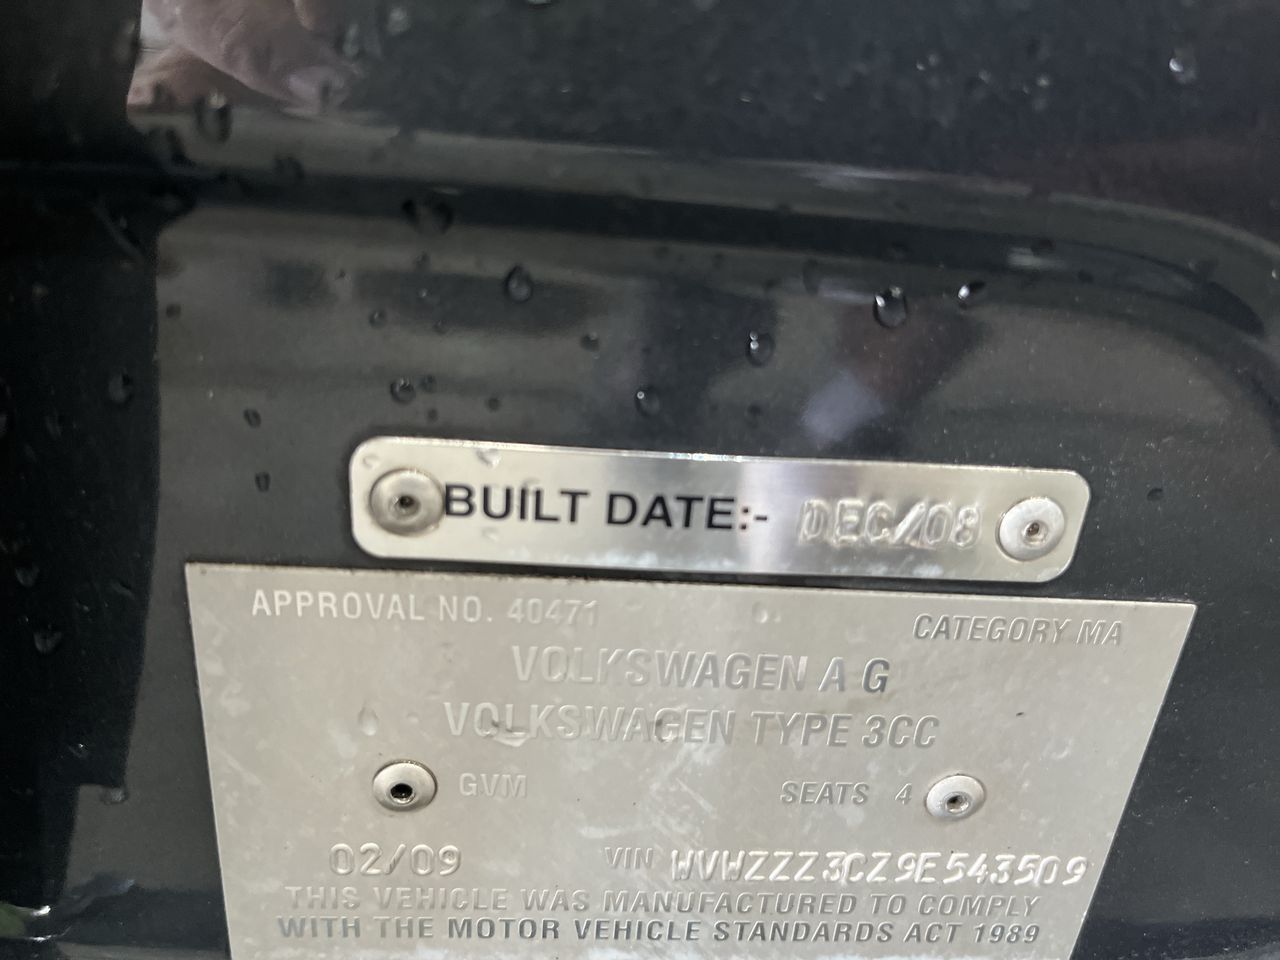 BUILT DATE:- DEC/08
APPROVAL NO. 40471
CATEGORY MA
VOLKSWAGEN A G
VOLKSWAGEN TYPE 3CC
GVM SEATS 4
02/09 VIN WVWZZZ3CZ9E543509
THIS VEHICLE WAS MANUFACTURED TO COMPLY
WITH THE MOTOR VEHICLE STANDARDS ACT 1989